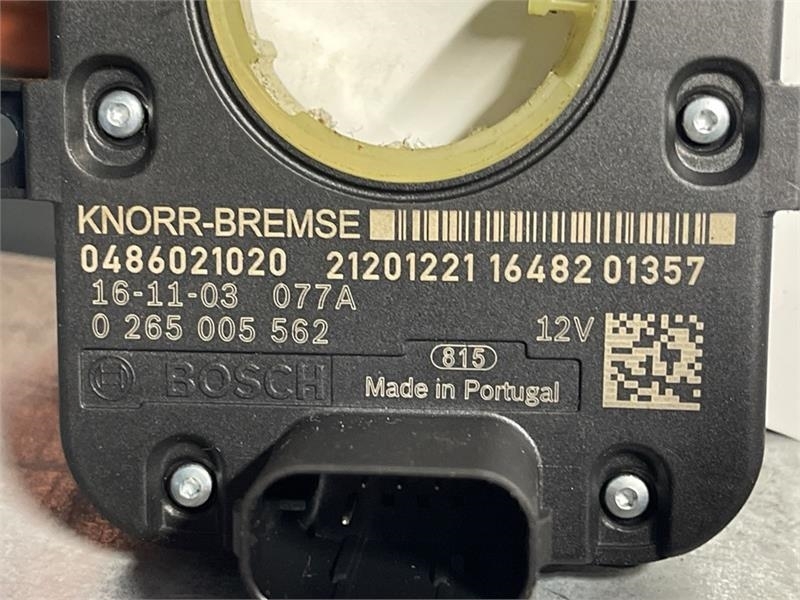 KNORR-BREMSE
0486021020 21201221 16482 01357
16-11-03 077A
0 265 005 562 12V
815
BOSCH
Made in Portugal